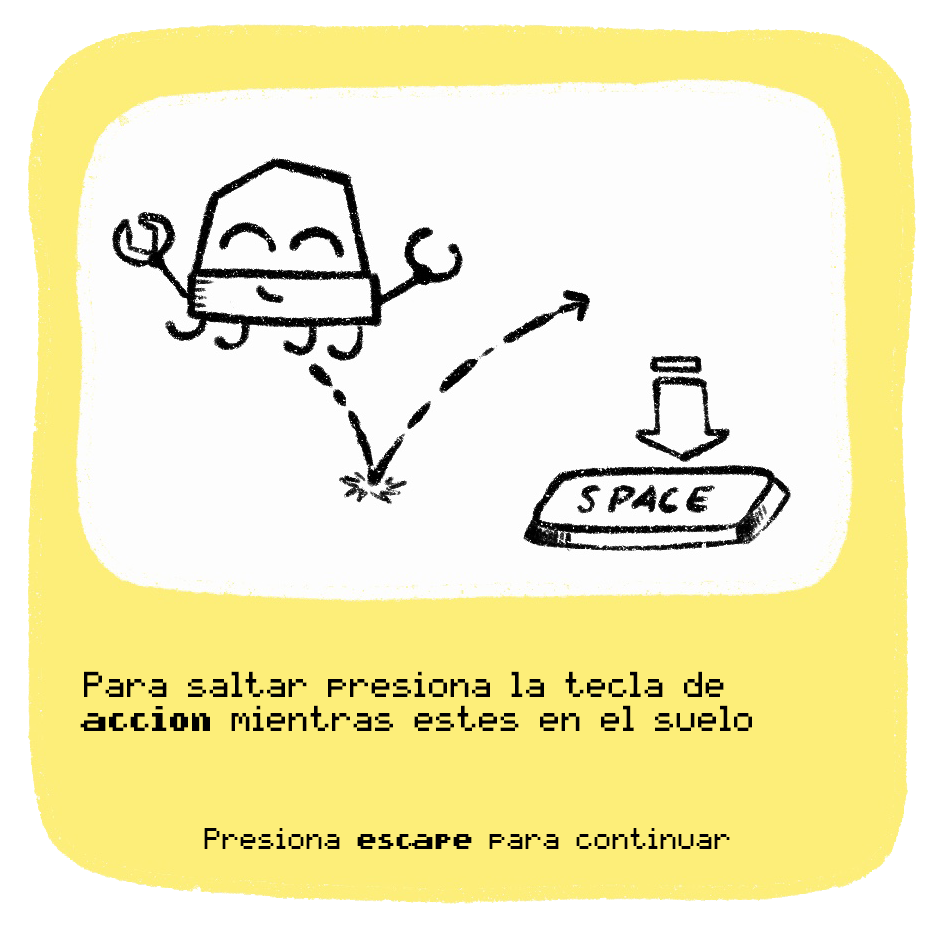 SPACE
Para saltar presiona la tecla de
accion mientras estes en el suelo
Presiona escape para continuar